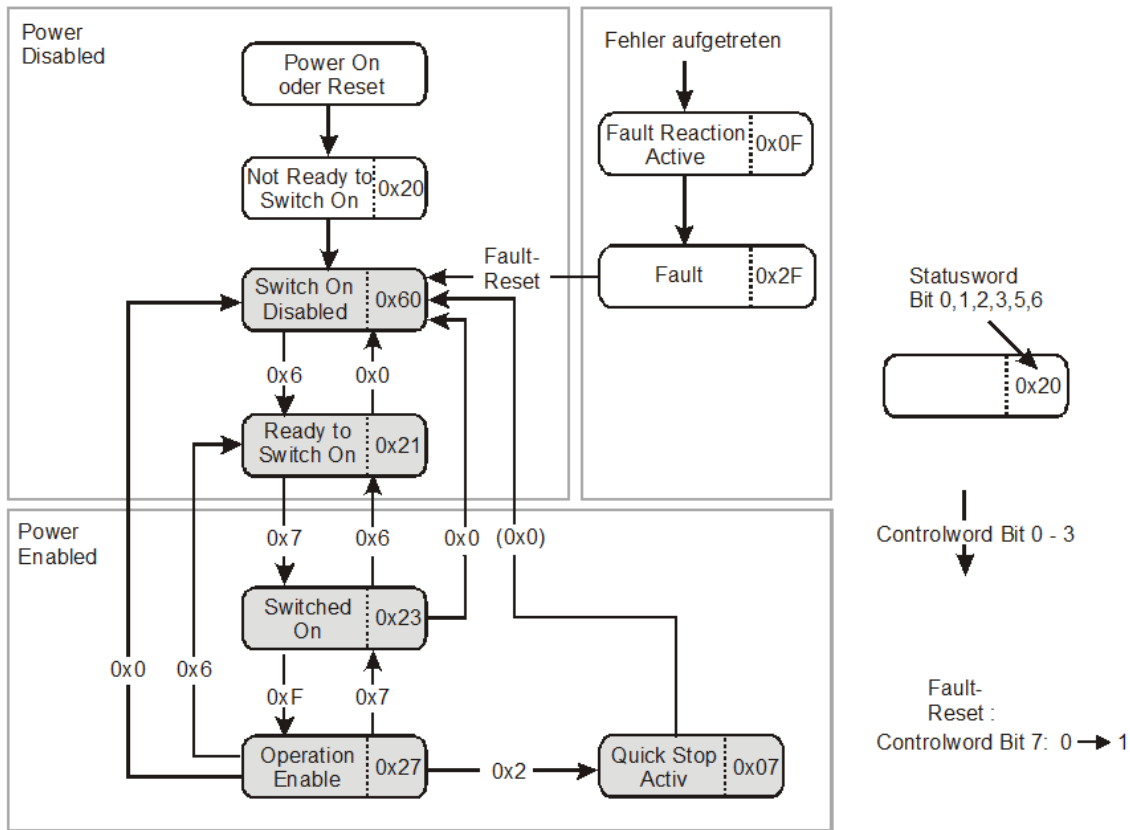 Power
Disabled
Power On
oder Reset
Not Ready to
Switch On
0x20
Switch On
Disabled
0x60
0x6
0x0
Ready to
Switch On
0x21
Fehler aufgetreten
Fault Reaction
Active
0x0F
Fault-
Reset
Fault
0x2F
Power
Enabled
0x7
0x6
0x0
(0x0)
Switched
On
0x23
0x0
0x6
0xF
0x7
Operation
Enable
0x27
0x2
Quick Stop
Activ
0x07
Statusword
Bit 0,1,2,3,5,6
0x20
Controlword Bit 0 - 3
Fault-
Reset :
Controlword Bit 7: 0 → 1